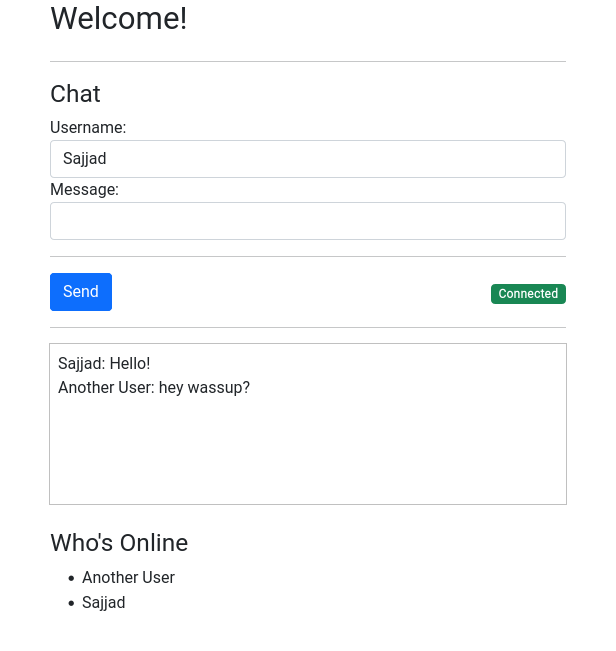 Welcome!
Chat
Username:
Sajjad
Message:
Send
Connected
Sajjad: Hello!
Another User: hey wassup?
Who's Online
Another User
Sajjad